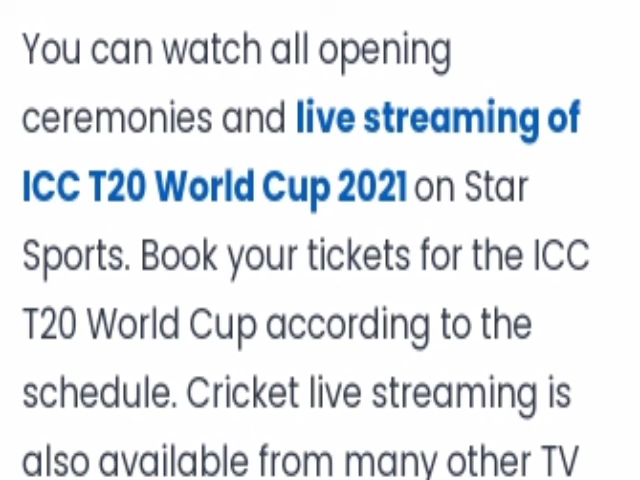 You can watch all opening
ceremonies and live streaming of
ICC T20 World Cup 2021 on Star
Sports. Book your tickets for the ICC
T20 World Cup according to the
schedule. Cricket live streaming is
also available from many other TV